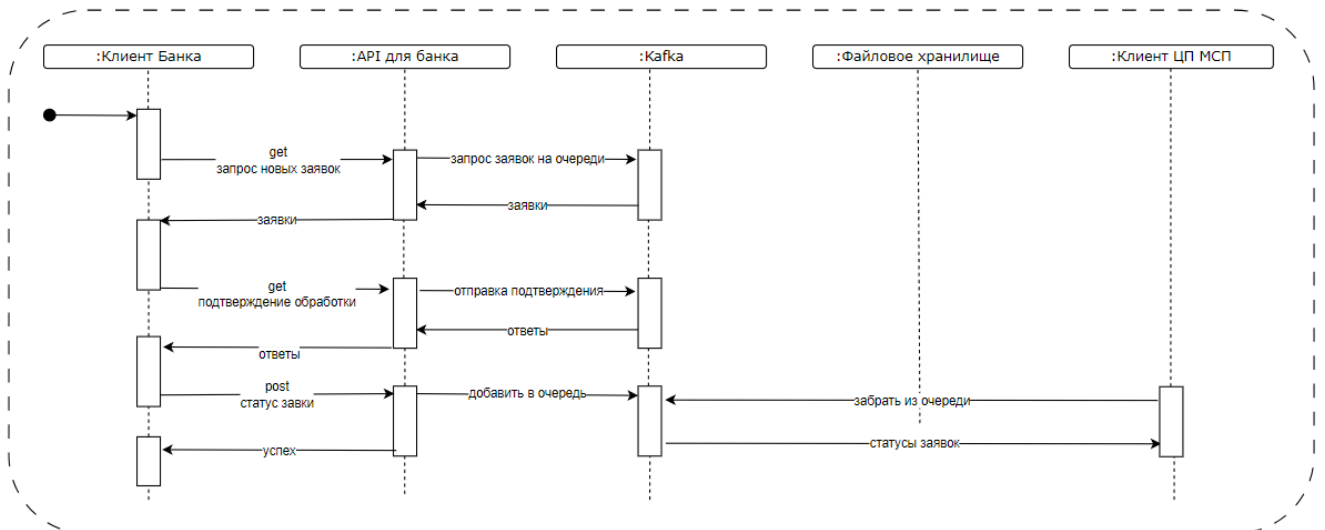 :Клиент Банка
:API для банка
:Kafka
:Файловое хранилище
:Клиент ЦП МСП
get
запрос новых заявок
запрос заявок на очереди
заявки
заявки
get
подтверждение обработки
отправка подтверждения
ответы
ответы
post
статус завки
добавить в очередь
забрать из очереди
статусы заявок
успех